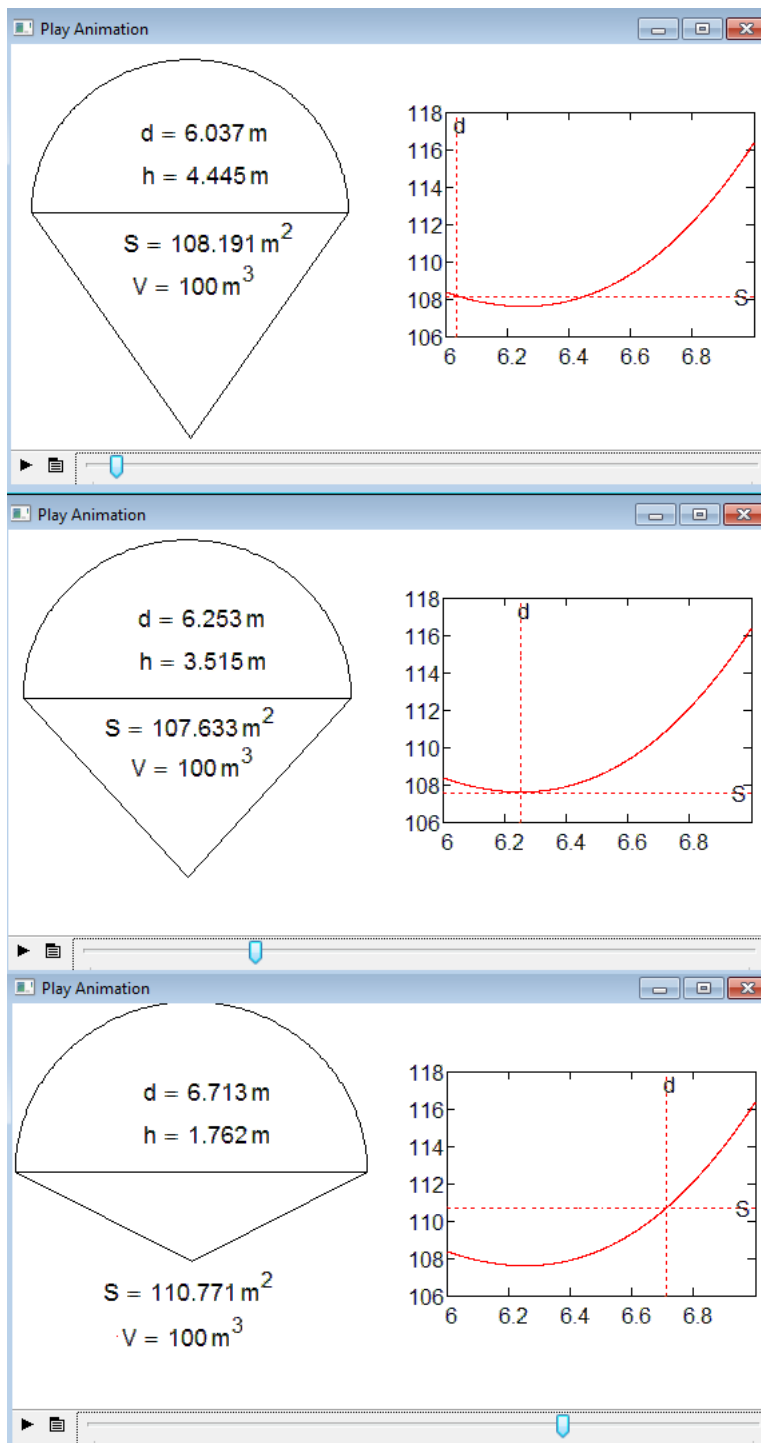 Play Animation
d = 6.037 m
h = 4.445 m
S = 108.191 m²
V = 100 m³
118
116
114
112
110
108
106
6 6.2 6.4 6.6 6.8
d
S
Play Animation
d = 6.253 m
h = 3.515 m
S = 107.633 m²
V = 100 m³
118
116
114
112
110
108
106
6 6.2 6.4 6.6 6.8
d
S
Play Animation
d = 6.713 m
h = 1.762 m
S = 110.771 m²
V = 100 m³
118
116
114
112
110
108
106
6 6.2 6.4 6.6 6.8
d
S